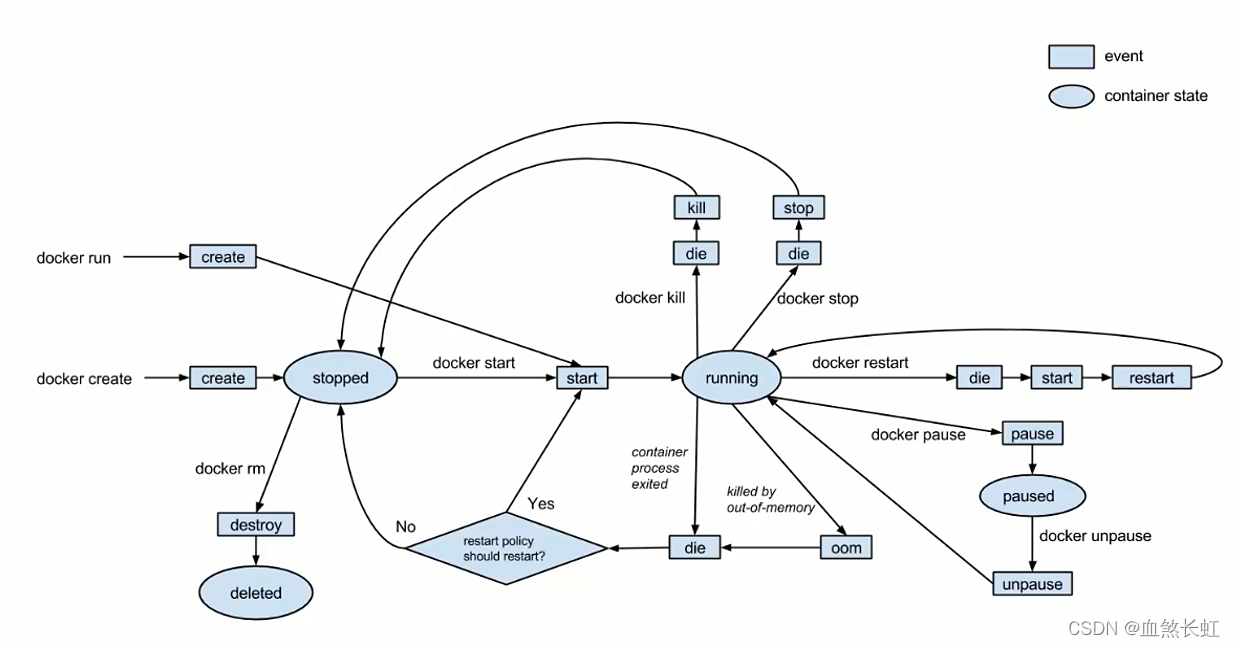 event
container state
kill
stop
docker run
create
die
die
docker kill
docker stop
docker create
create
stopped
docker start
start
running
docker restart
die
start
restart
docker pause
pause
container
process
exited
docker rm
killed by
out-of-memory
paused
Yes
No
destroy
restart policy
should restart?
die
oom
docker unpause
unpause
deleted
CSDN @血煞长虹